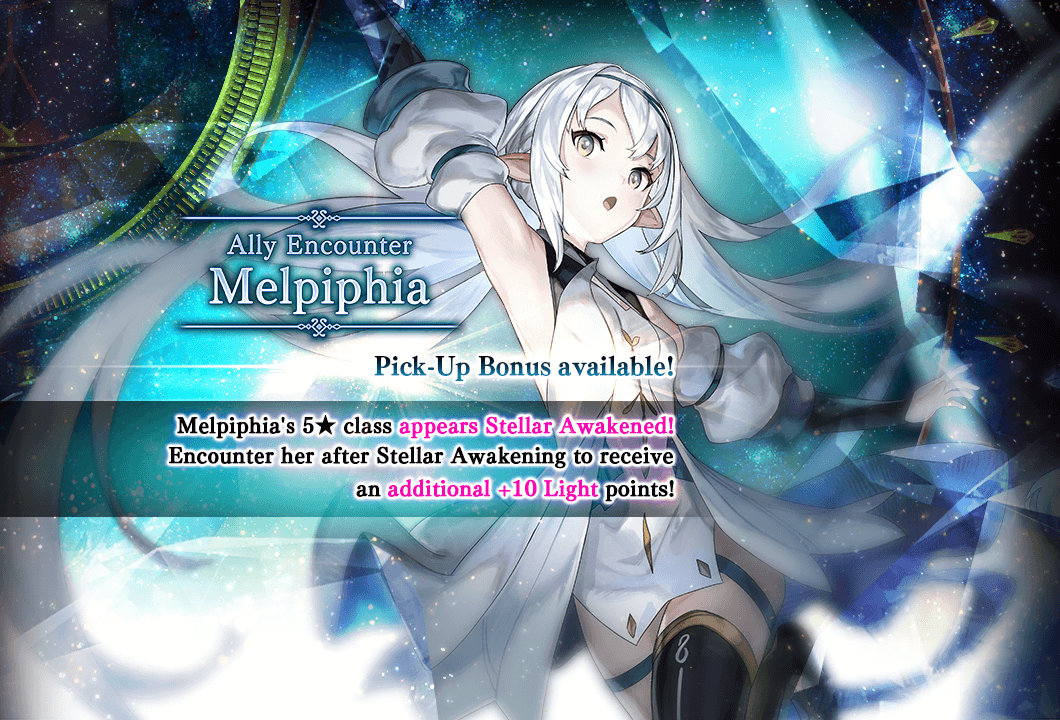 Ally Encounter
Melpiphia
Pick-Up Bonus available!
Melpiphia's 5★ class appears Stellar Awakened!
Encounter her after Stellar Awakening to receive
an additional +10 Light points!
8